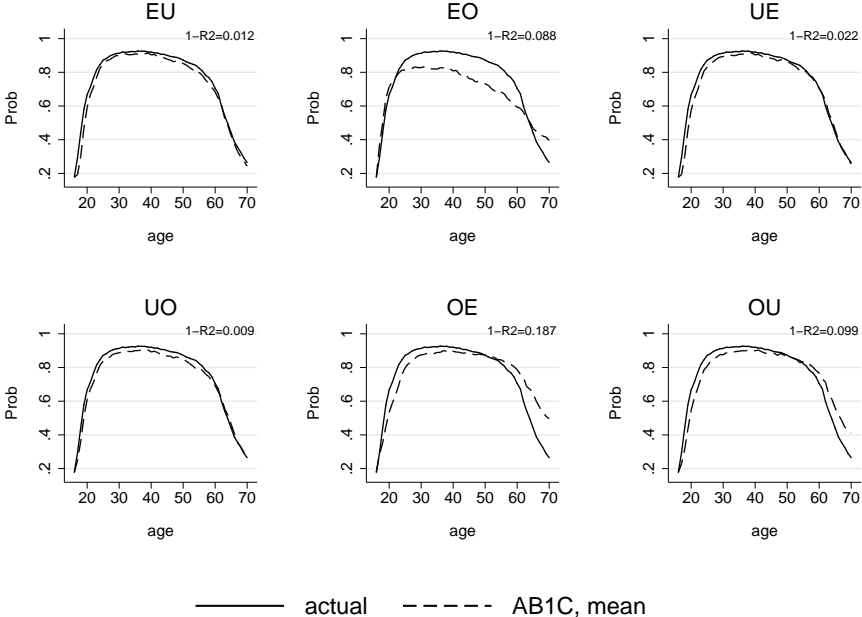 EU EO UE
1−R2=0.012 1−R2=0.088 1−R2=0.022
Prob Prob Prob
1 1 1
.8 .8 .8
.6 .6 .6
.4 .4 .4
.2 .2 .2
20 30 40 50 60 70 20 30 40 50 60 70 20 30 40 50 60 70
age age age
UO OE OU
1−R2=0.009 1−R2=0.187 1−R2=0.099
Prob Prob Prob
1 1 1
.8 .8 .8
.6 .6 .6
.4 .4 .4
.2 .2 .2
20 30 40 50 60 70 20 30 40 50 60 70 20 30 40 50 60 70
age age age
actual AB1C, mean